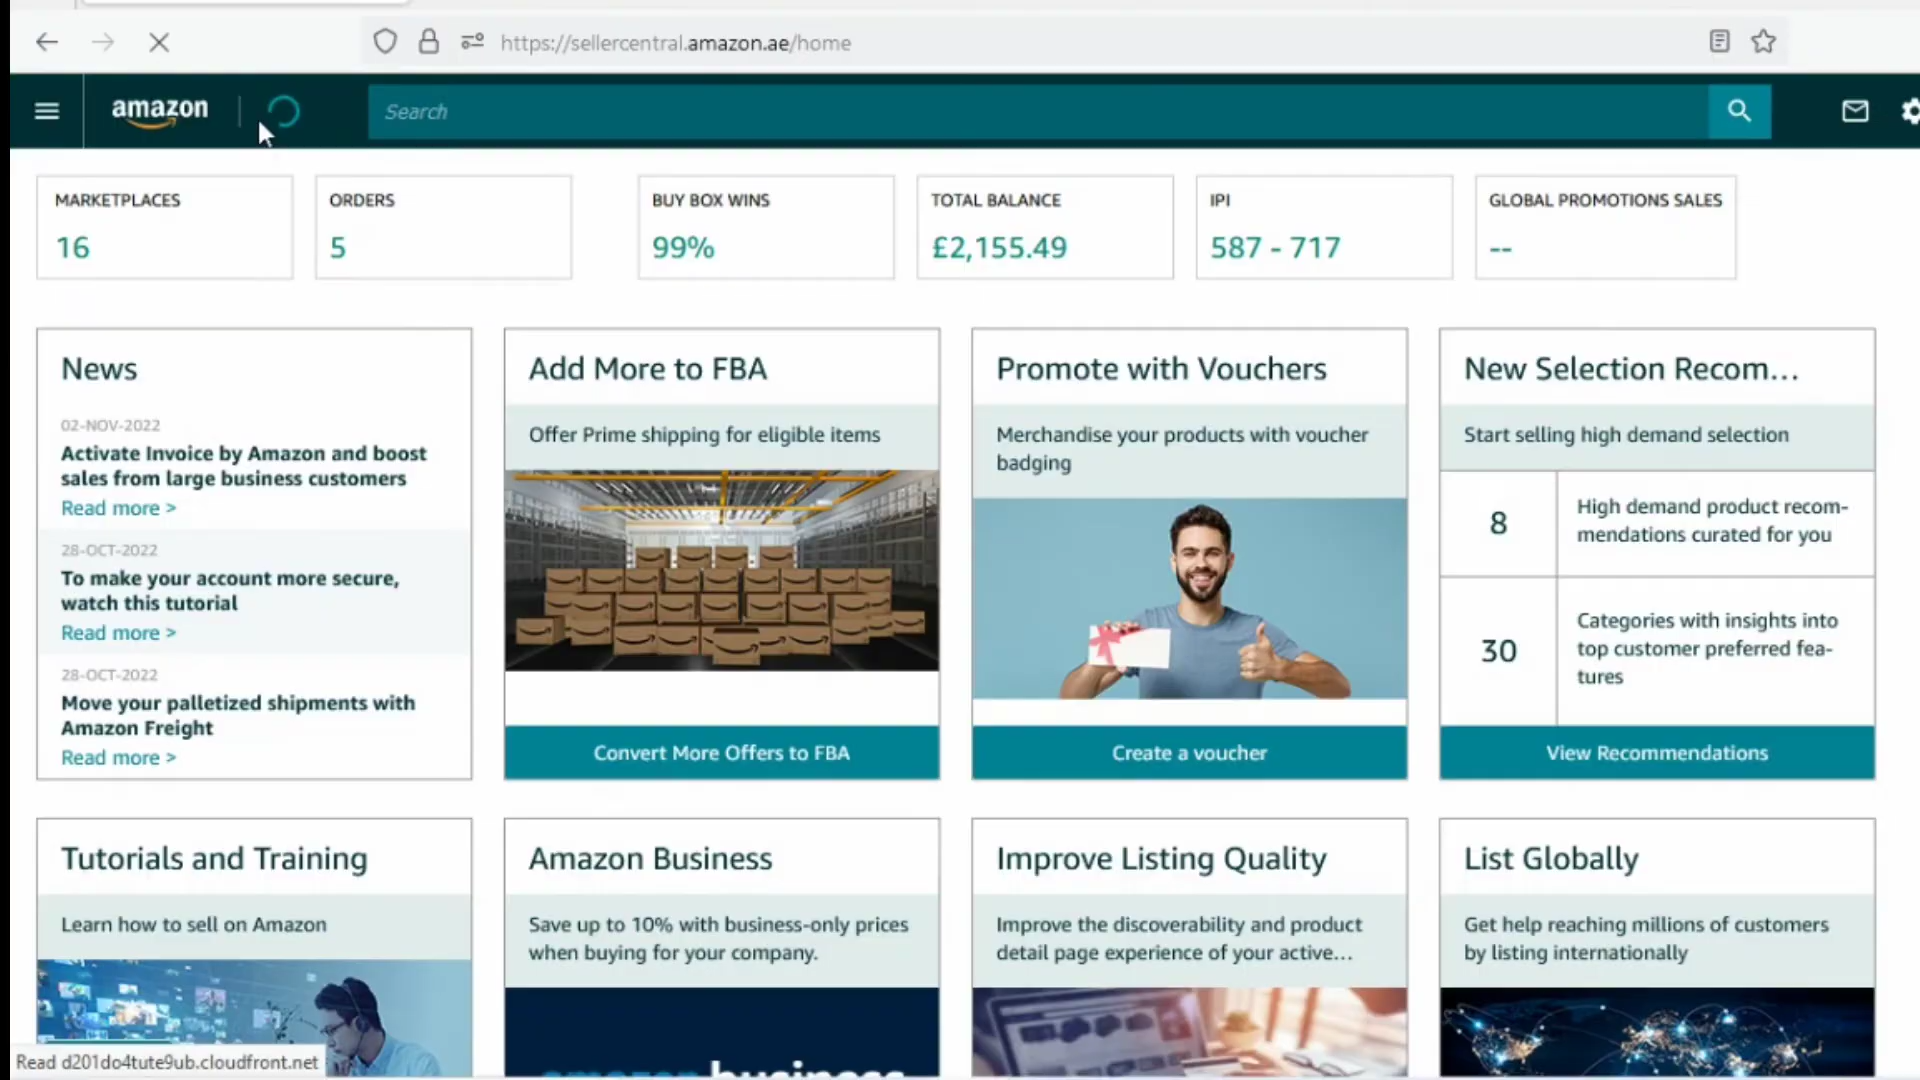 https://sellercentral.amazon.ae/home
amazon
Search
MARKETPLACES
16
ORDERS
5
BUY BOX WINS
99%
TOTAL BALANCE
£2,155.49
IPI
587 - 717
GLOBAL PROMOTIONS SALES
--
News
02-NOV-2022
Activate Invoice by Amazon and boost
sales from large business customers
Read more >
28-OCT-2022
To make your account more secure,
watch this tutorial
Read more >
28-OCT-2022
Move your palletized shipments with
Amazon Freight
Read more >
Add More to FBA
Offer Prime shipping for eligible items
Convert More Offers to FBA
Promote with Vouchers
Merchandise your products with voucher
badging
Create a voucher
New Selection Recom...
Start selling high demand selection
8
High demand product recom-
mendations curated for you
30
Categories with insights into
top customer preferred fea-
tures
View Recommendations
Tutorials and Training
Learn how to sell on Amazon
Amazon Business
Save up to 10% with business-only prices
when buying for your company.
amazon business
Improve Listing Quality
Improve the discoverability and product
detail page experience of your active...
List Globally
Get help reaching millions of customers
by listing internationally
Read d201do4tute9ub.cloudfront.net